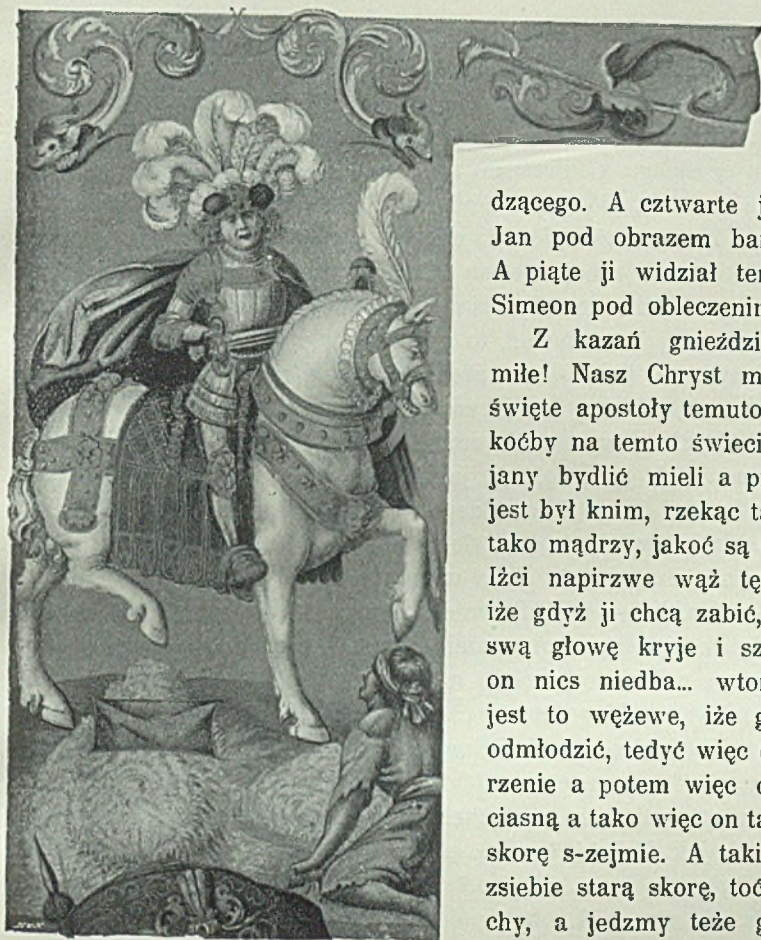 dzącego. A cztwarte j
Jan pod obrazem ba
A piąte ji widział te
Simeon pod obleczenin
Z kazań gnieździ
miłe! Nasz Chryst m
święte apostoły temuto
koćby na temto świeci
jany bydlić mieli a p
jest był knim, rzekąc t
tako mądrzy, jakoć są
Iżci napirzwe wąż tę
iże gdyż ji chcą zabić,
swą głowę kryje i sz
on nics niedba... wto
jest to wężewe, iże g
odmłodzić, tedyć więc
rzenie a potem więc
ciasną a tako więc on ta
skorę s-zejmie. A taki
zsiebie starą skorę, toć
chy, a jedzmy teże g